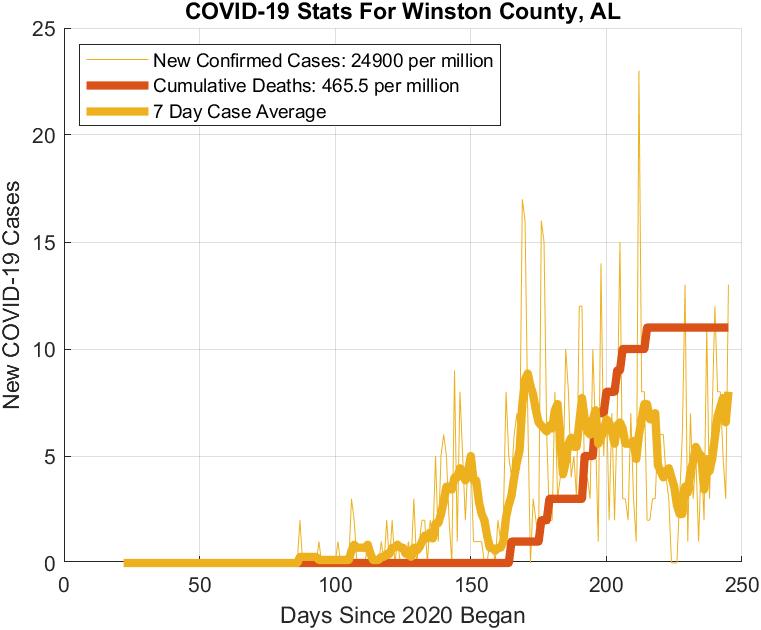 COVID-19 Stats For Winston County, AL
25
New Confirmed Cases: 24900 per million
Cumulative Deaths: 465.5 per million
7 Day Case Average
20
15
10
5
0
New COVID-19 Cases
0 50 100 150 200 250
Days Since 2020 Began